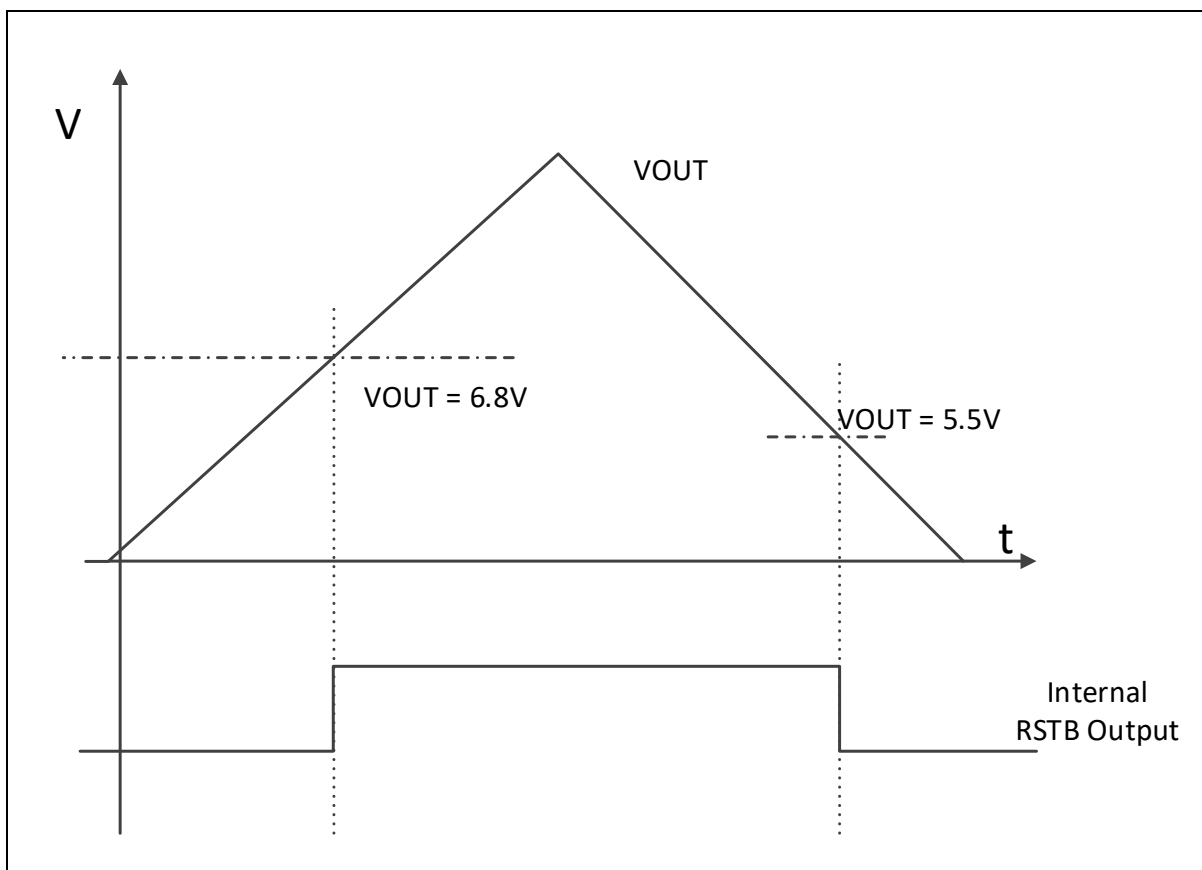 V
VOUT
VOUT = 6.8V
VOUT = 5.5V
t
Internal
RSTB Output